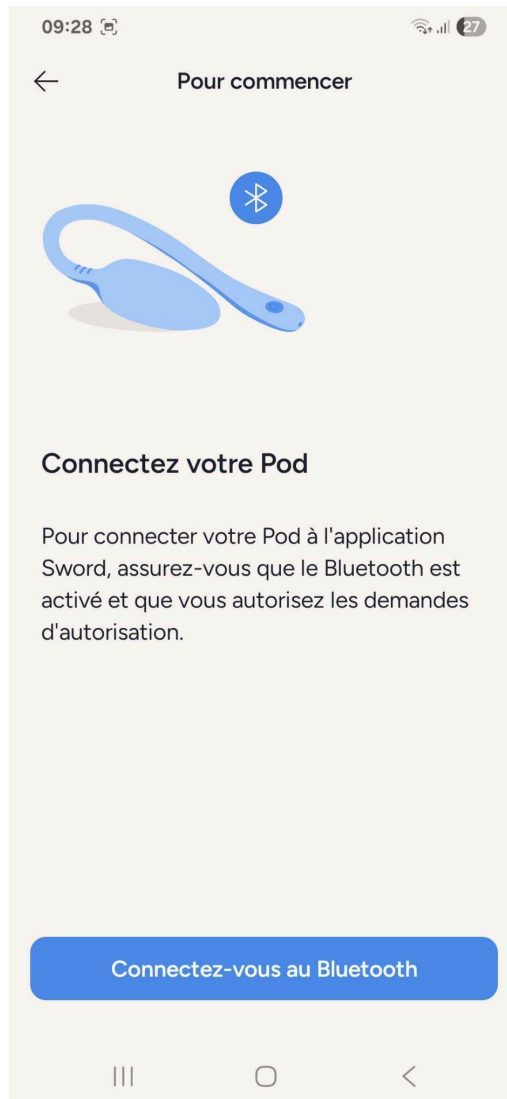 09:28
27
Pour commencer
Connectez votre Pod
Pour connecter votre Pod à l'application
Sword, assurez-vous que le Bluetooth est
activé et que vous autorisez les demandes
d'autorisation.
Connectez-vous au Bluetooth